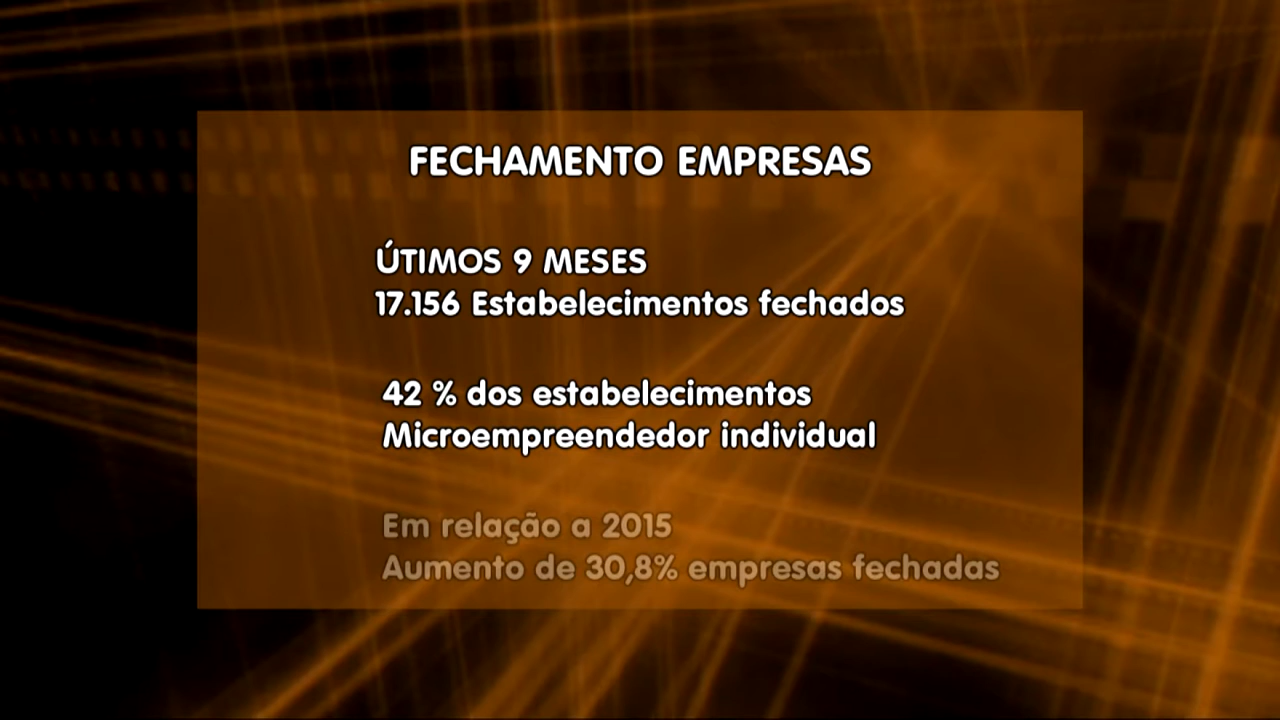 FECHAMENTO EMPRESAS
ÚTIMOS 9 MESES
17.156 Estabelecimentos fechados
42 % dos estabelecimentos
Microempreendedor individual
Em relação a 2015
Aumento de 30,8% empresas fechadas